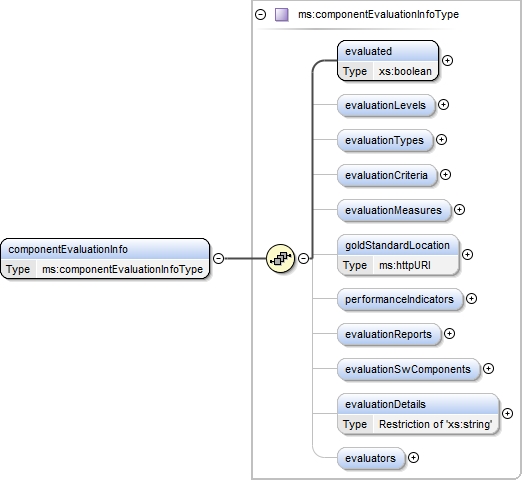 ms:componentEvaluationInfoType
evaluated
Type xs:boolean
evaluationLevels
evaluationTypes
evaluationCriteria
evaluationMeasures
componentEvaluationInfo
Type ms:componentEvaluationInfoType
goldStandardLocation
Type ms:httpURI
performanceIndicators
evaluationReports
evaluationSwComponents
evaluationDetails
Type Restriction of 'xs:string'
evaluators